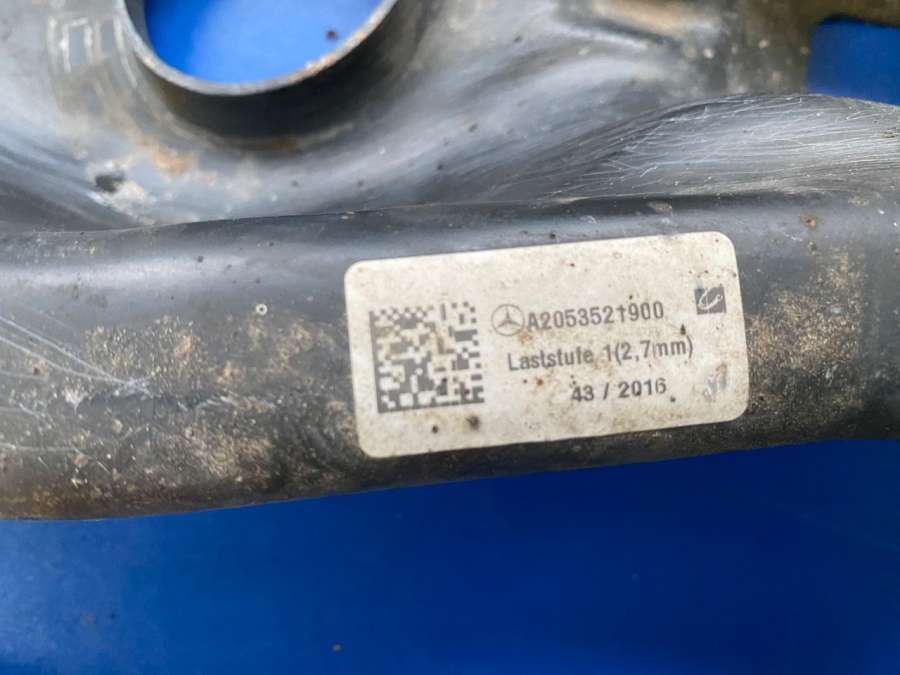 A2053521900
Laststufe 1(2,7mm)
43 / 2016